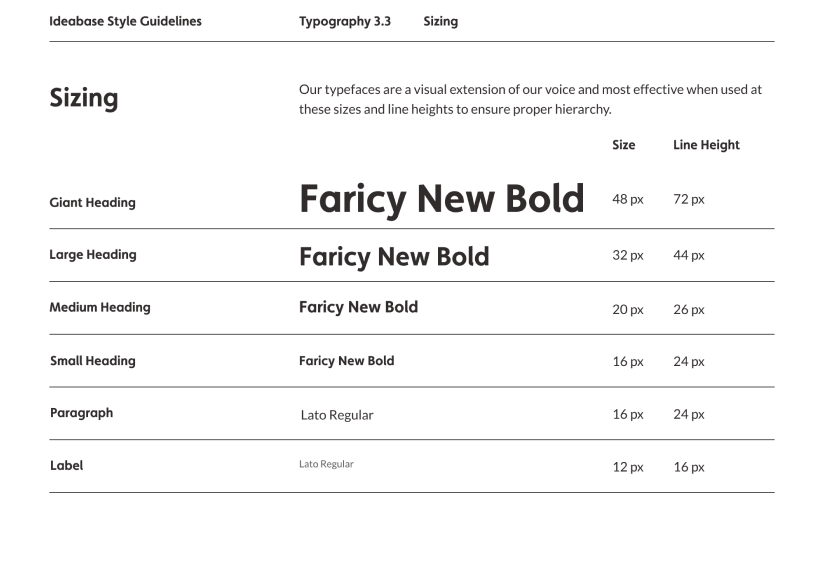 Ideabase Style Guidelines Typography 3.3 Sizing
Sizing
Our typefaces are a visual extension of our voice and most effective when used at
these sizes and line heights to ensure proper hierarchy.
Size Line Height
Giant Heading Faricy New Bold 48 px 72 px
Large Heading Faricy New Bold 32 px 44 px
Medium Heading Faricy New Bold 20 px 26 px
Small Heading Faricy New Bold 16 px 24 px
Paragraph Lato Regular 16 px 24 px
Label Lato Regular 12 px 16 px